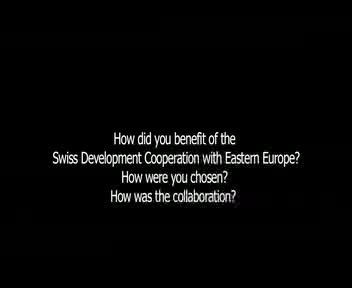 How did you benefit of the
Swiss Development Cooperation with Eastern Europe?
How were you chosen?
How was the collaboration?